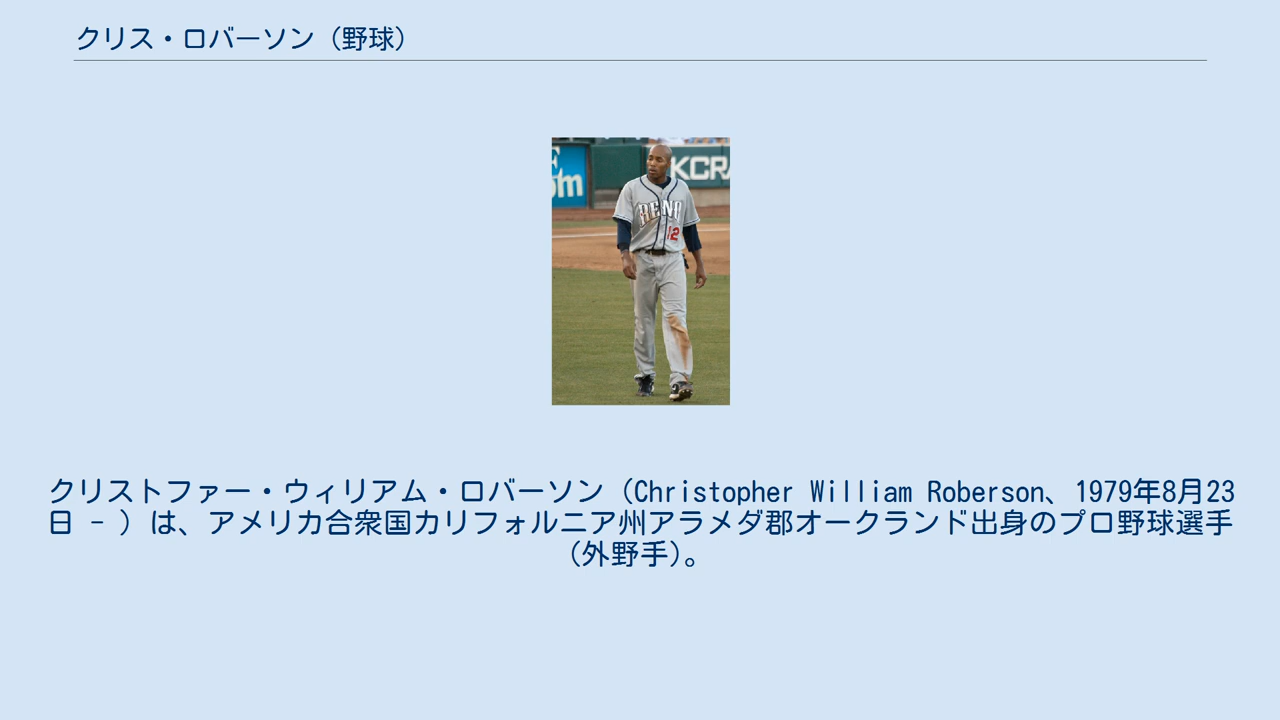 クリス・ロバーソン（野球）
KCRA
om
RENO
12
クリストファー・ウィリアム・ロバーソン（Christopher William Roberson、1979年8月23
日 - ）は、アメリカ合衆国カリフォルニア州アラメダ郡オークランド出身のプロ野球選手
（外野手）。